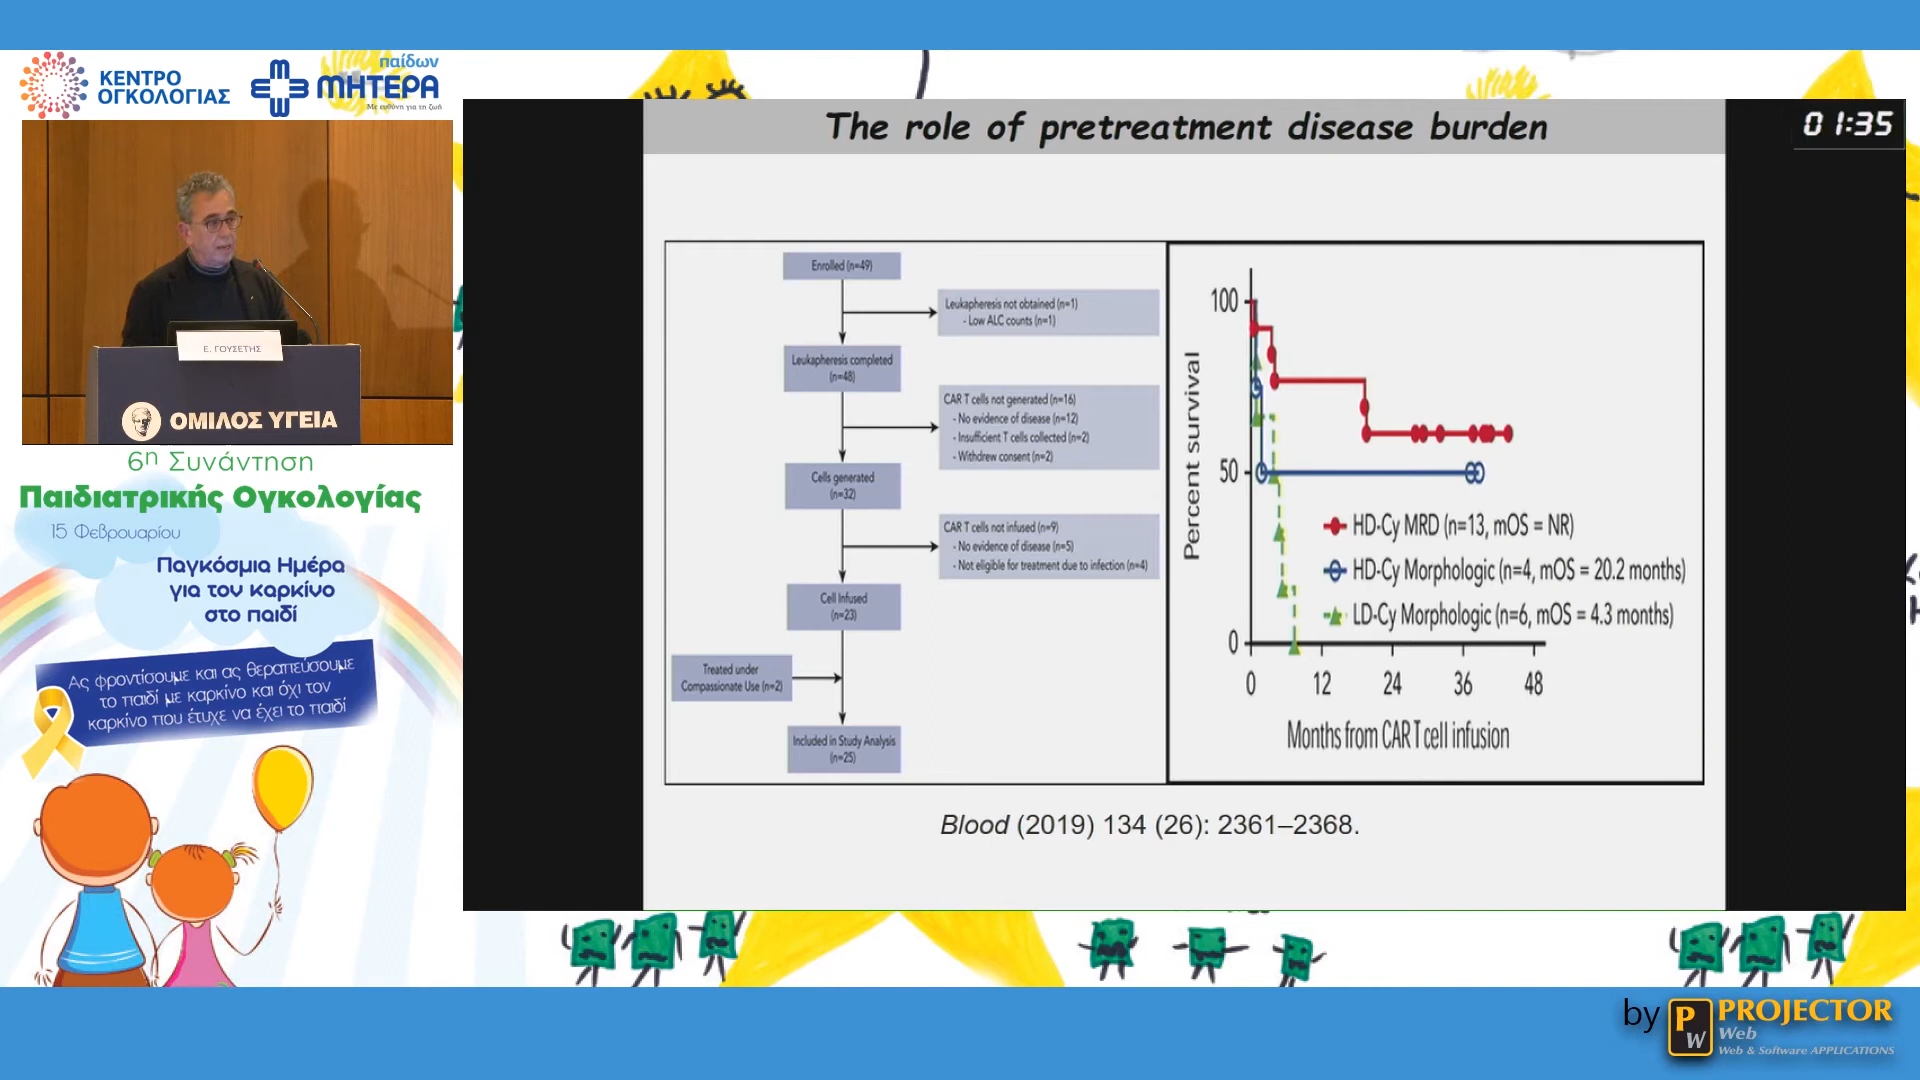 ΚΕΝΤΡΟ
ΟΓΚΟΛΟΓΙΑΣ
παίδων
ΜΗΤΕΡΑ
Με ευθύνη για τη ζωή
Ε. ΓΟΥΣΕΤΗΣ
ΟΜΙΛΟΣ ΥΓΕΙΑ
6η Συνάντηση
Παιδιατρικής Ογκολογίας
15 Φεβρουαρίου
Παγκόσμια Ημέρα
για τον καρκίνο
στο παιδί
Ας φροντίσουμε και ας θεραπεύσουμε
το παιδί με καρκίνο και όχι τον
καρκίνο που έτυχε να έχει το παιδί
The role of pretreatment disease burden
01:35
Enrolled (n=49)
Leukapheresis not obtained (n=1)
- Low ALC counts (n=1)
Leukapheresis completed
(n=48)
CAR T cells not generated (n=16)
- No evidence of disease (n=12)
- Insufficient T cells collected (n=2)
- Withdrew consent (n=2)
Cells generated
(n=32)
CAR T cells not infused (n=9)
- No evidence of disease (n=5)
- Not eligible for treatment due to infection (n=4)
Cell Infused
(n=23)
Treated under
Compassionate Use (n=2)
Included in Study Analysis
(n=25)
Percent survival
100
50
0
HD-Cy MRD (n=13, mOS = NR)
HD-Cy Morphologic (n=4, mOS = 20.2 months)
LD-Cy Morphologic (n=6, mOS = 4.3 months)
0 12 24 36 48
Months from CAR T cell infusion
Blood (2019) 134 (26): 2361–2368.
by PW PROJECTOR
Web
Web & Software APPLICATIONS